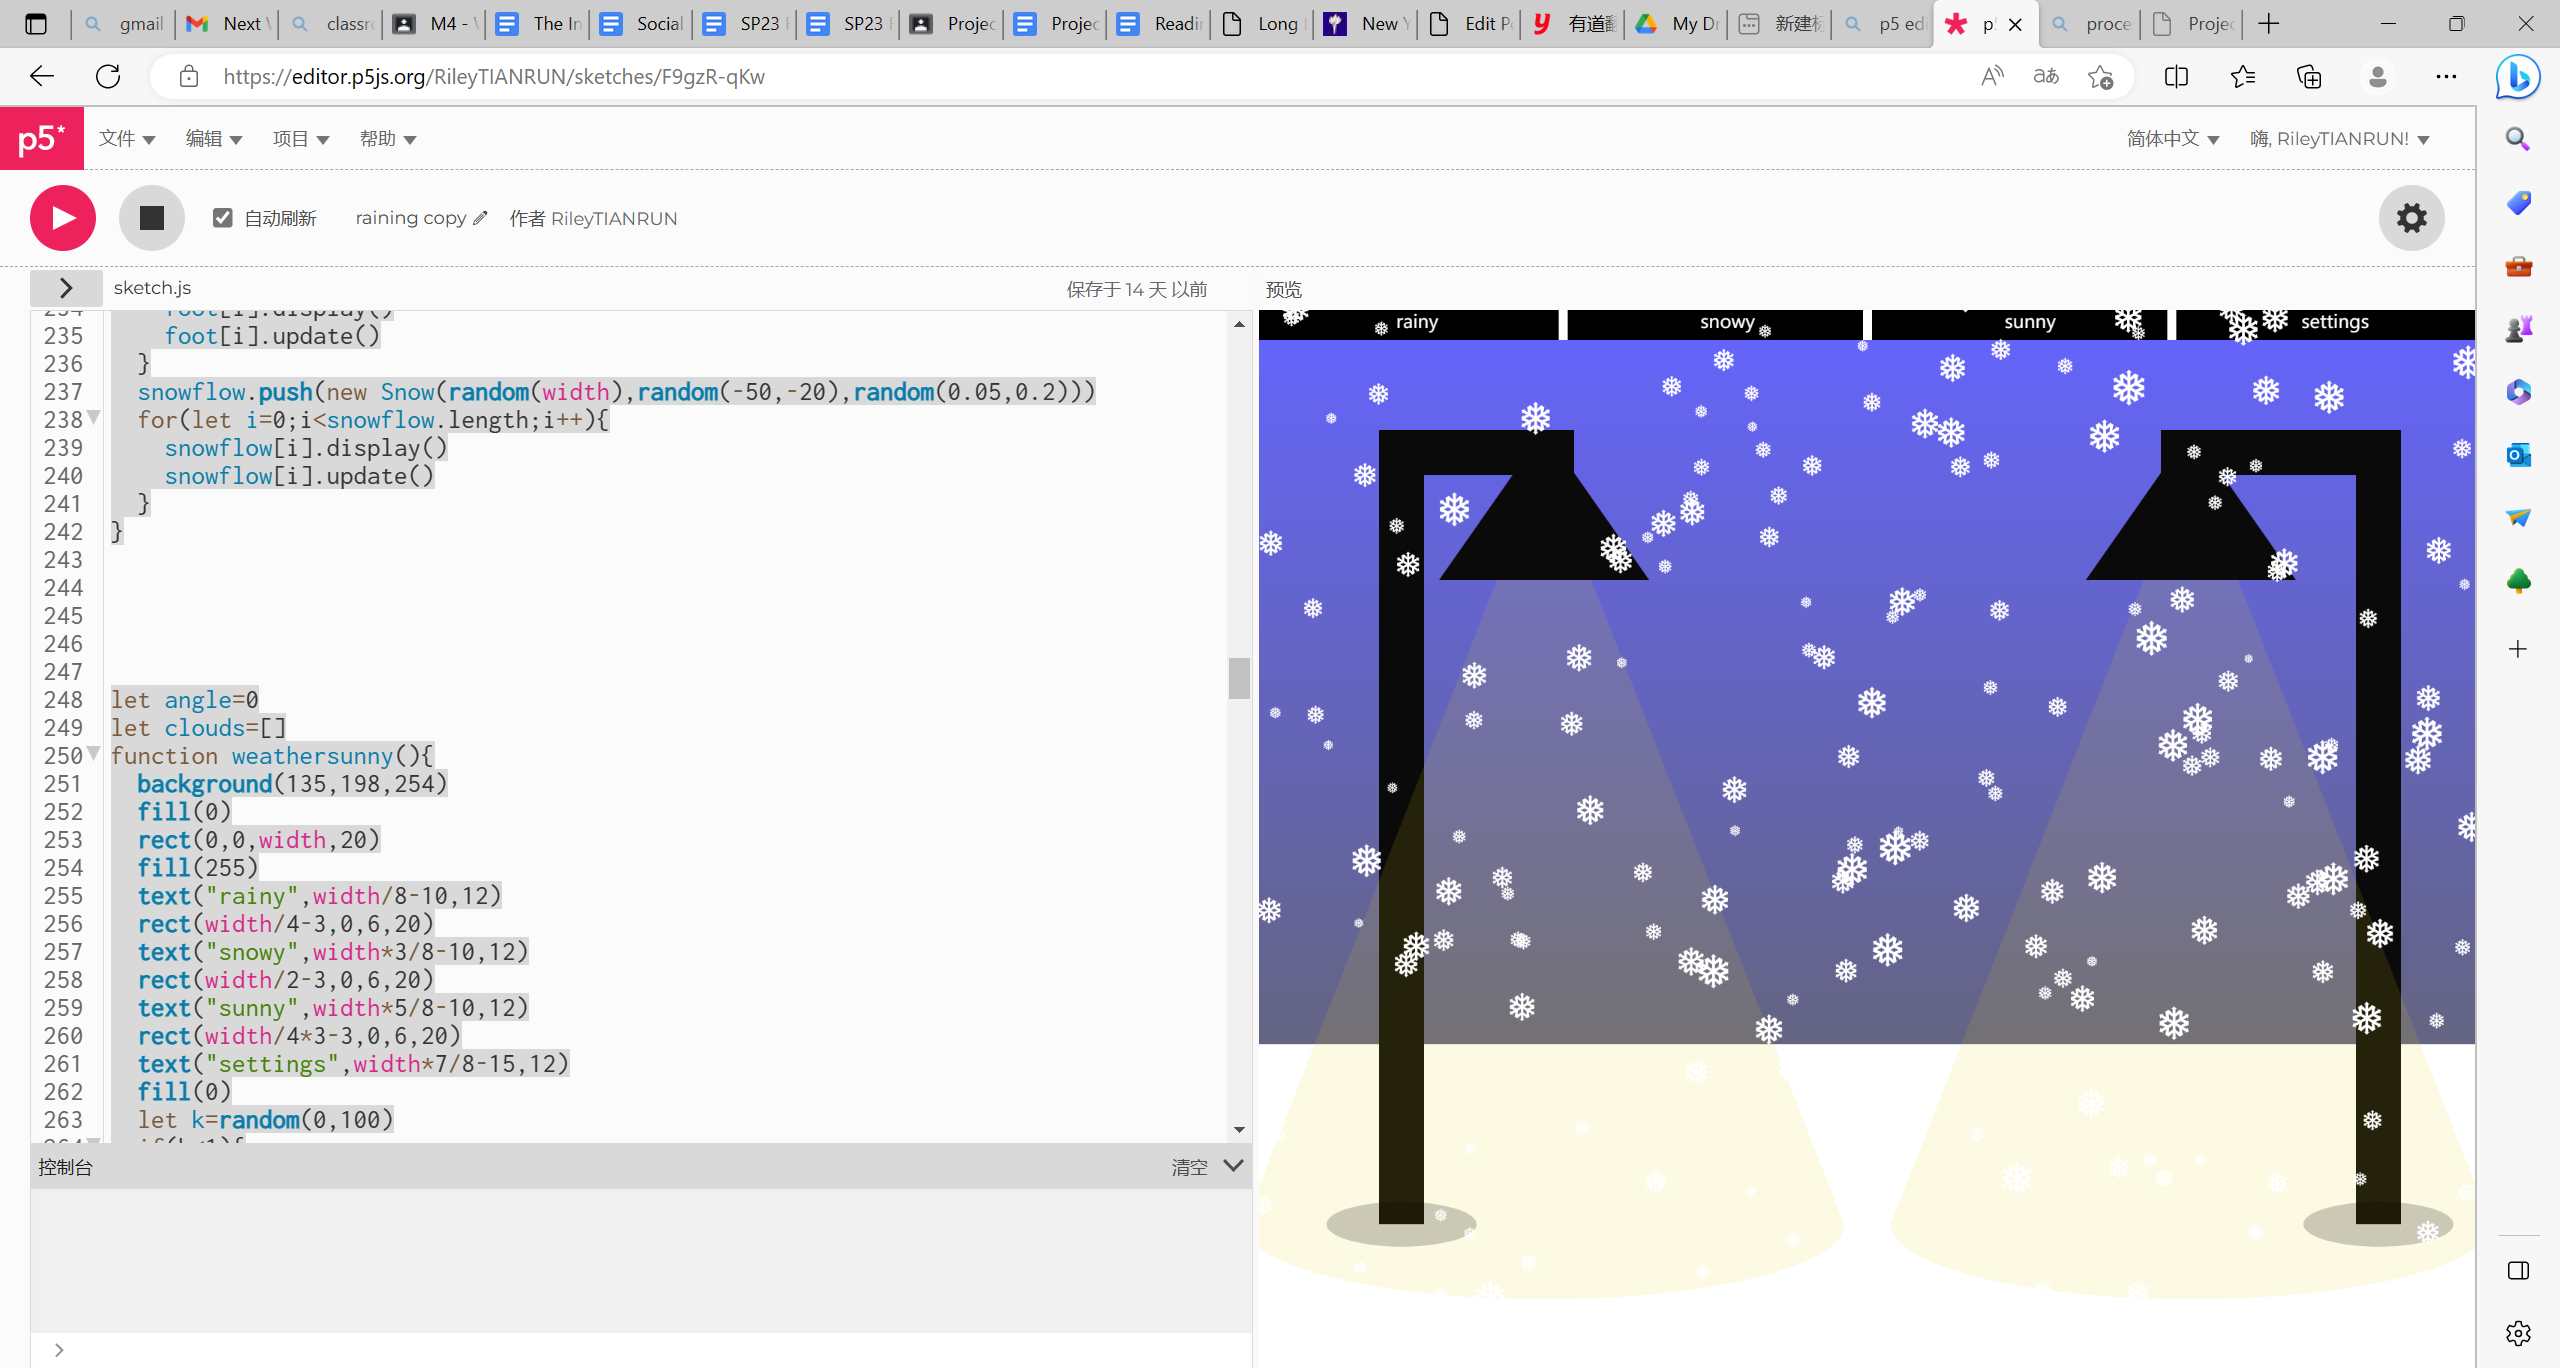 gmail
Next
classr
M4 -
The In
Social
SP23
SP23
Projec
Projec
Readin
Long
New Y
Edit P
有道翻
My Dr
新建标
p5 edi
p5
proce
Projec
https://editor.p5js.org/RileyTIANRUN/sketches/F9gzR-qKw
p5*
文件
编辑
项目
帮助
简体中文
嗨, RileyTIANRUN!
自动刷新
raining copy
作者 RileyTIANRUN
sketch.js
保存于 14 天 以前
预览
234 foot[i].display()
235 foot[i].update()
236 }
237 snowflow.push(new Snow(random(width),random(-50,-20),random(0.05,0.2)))
238 for(let i=0;i<snowflow.length;i++){
239 snowflow[i].display()
240 snowflow[i].update()
241 }
242 }
243
244
245
246
247
248 let angle=0
249 let clouds=[]
250 function weathersunny(){
251 background(135,198,254)
252 fill(0)
253 rect(0,0,width,20)
254 fill(255)
255 text("rainy",width/8-10,12)
256 rect(width/4-3,0,6,20)
257 text("snowy",width*3/8-10,12)
258 rect(width/2-3,0,6,20)
259 text("sunny",width*5/8-10,12)
260 rect(width/4*3-3,0,6,20)
261 text("settings",width*7/8-15,12)
262 fill(0)
263 let k=random(0,100)
264 if(k<1){
控制台
清空
rainy
snowy
sunny
settings